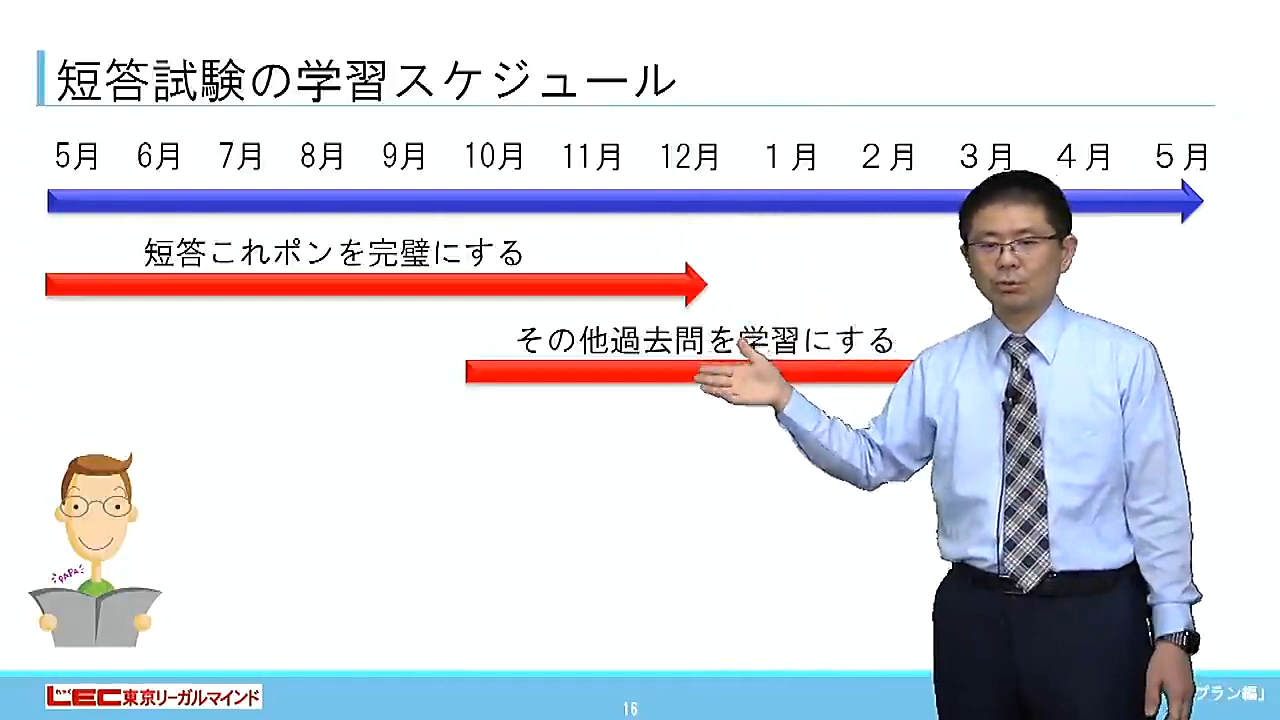 短答試験の学習スケジュール
5月 6月 7月 8月 9月 10月 11月 12月 1月 2月 3月 4月 5月
短答これポンを完璧にする
その他過去問を学習にする
PAPA
LEC東京リーガルマインド
16
プラン編」